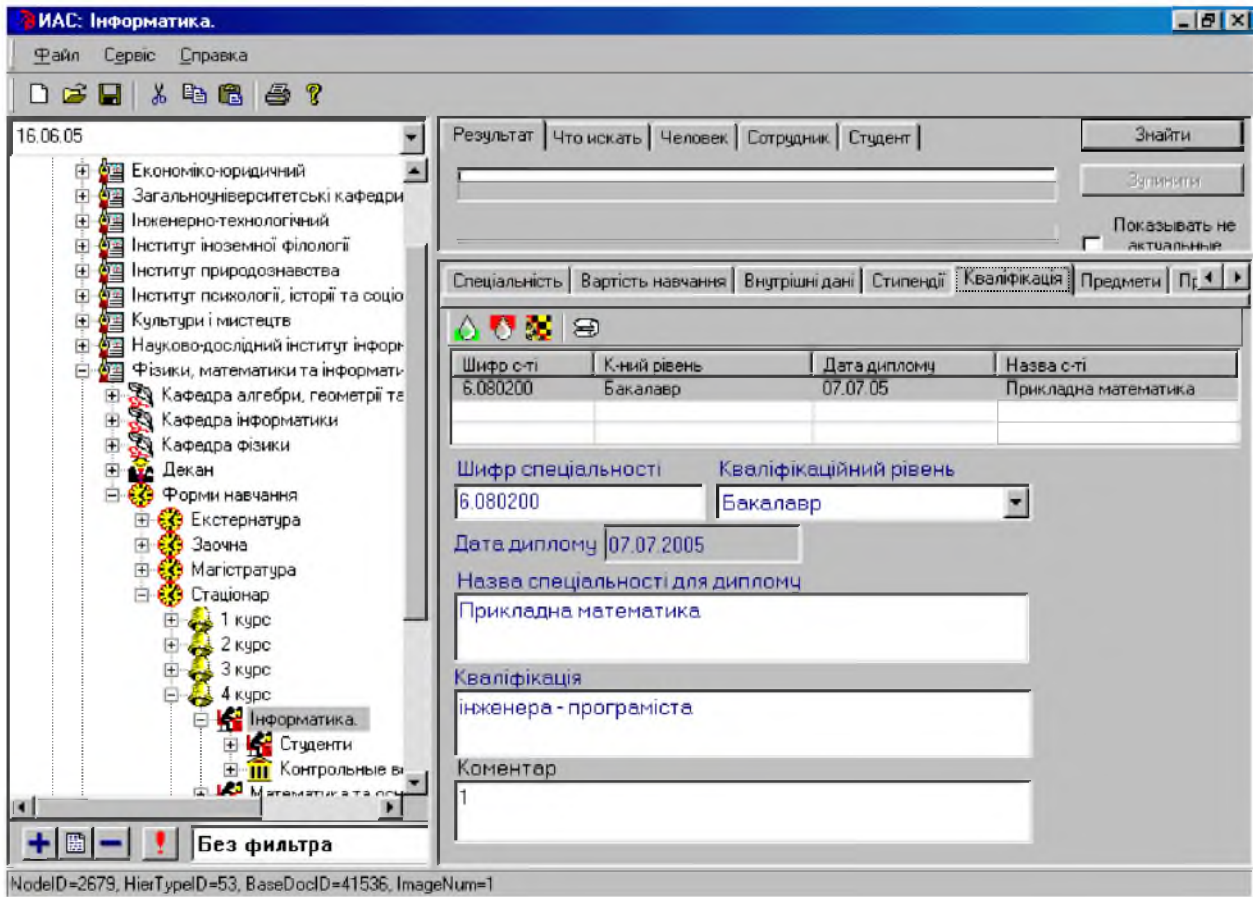 ИАС: Інформатика.
Файл Сервіс Справка
16.06.05
Економіко-юридичний
Загальноуніверситетські кафедри
Інженерно-технологічний
Інститут іноземної філології
Інститут природознавства
Інститут психології, історії та соціо
Культури і мистецтв
Науково-дослідний інститут інфор
Фізики, математики та інформати
Кафедра алгебри, геометрії та
Кафедра інформатики
Кафедра фізики
Декан
Форми навчання
Екстернатура
Заочна
Магістратура
Стаціонар
1 курс
2 курс
3 курс
4 курс
Інформатика.
Студенти
Контрольные
Математика та осн
Без фильтра
Результат Что искать Человек Сотрудник Студент
Знайти
Зупинити
Показывать не
актуальные
Спеціальність Вартість навчання Внутрішні дані Стипендії Кваліфікація Предмети Пр
Шифр с-ті К-ний рівень Дата диплому Назва с-ті
6.080200 Бакалавр 07.07.05 Прикладна математика
Шифр спеціальності Кваліфікаційний рівень
6.080200 Бакалавр
Дата диплому 07.07.2005
Назва спеціальності для диплому
Прикладна математика
Кваліфікація
інженера - програміста
Коментар
1
NodeID=2679, HierTypeID=53, BaseDocID=41536, ImageNum=1